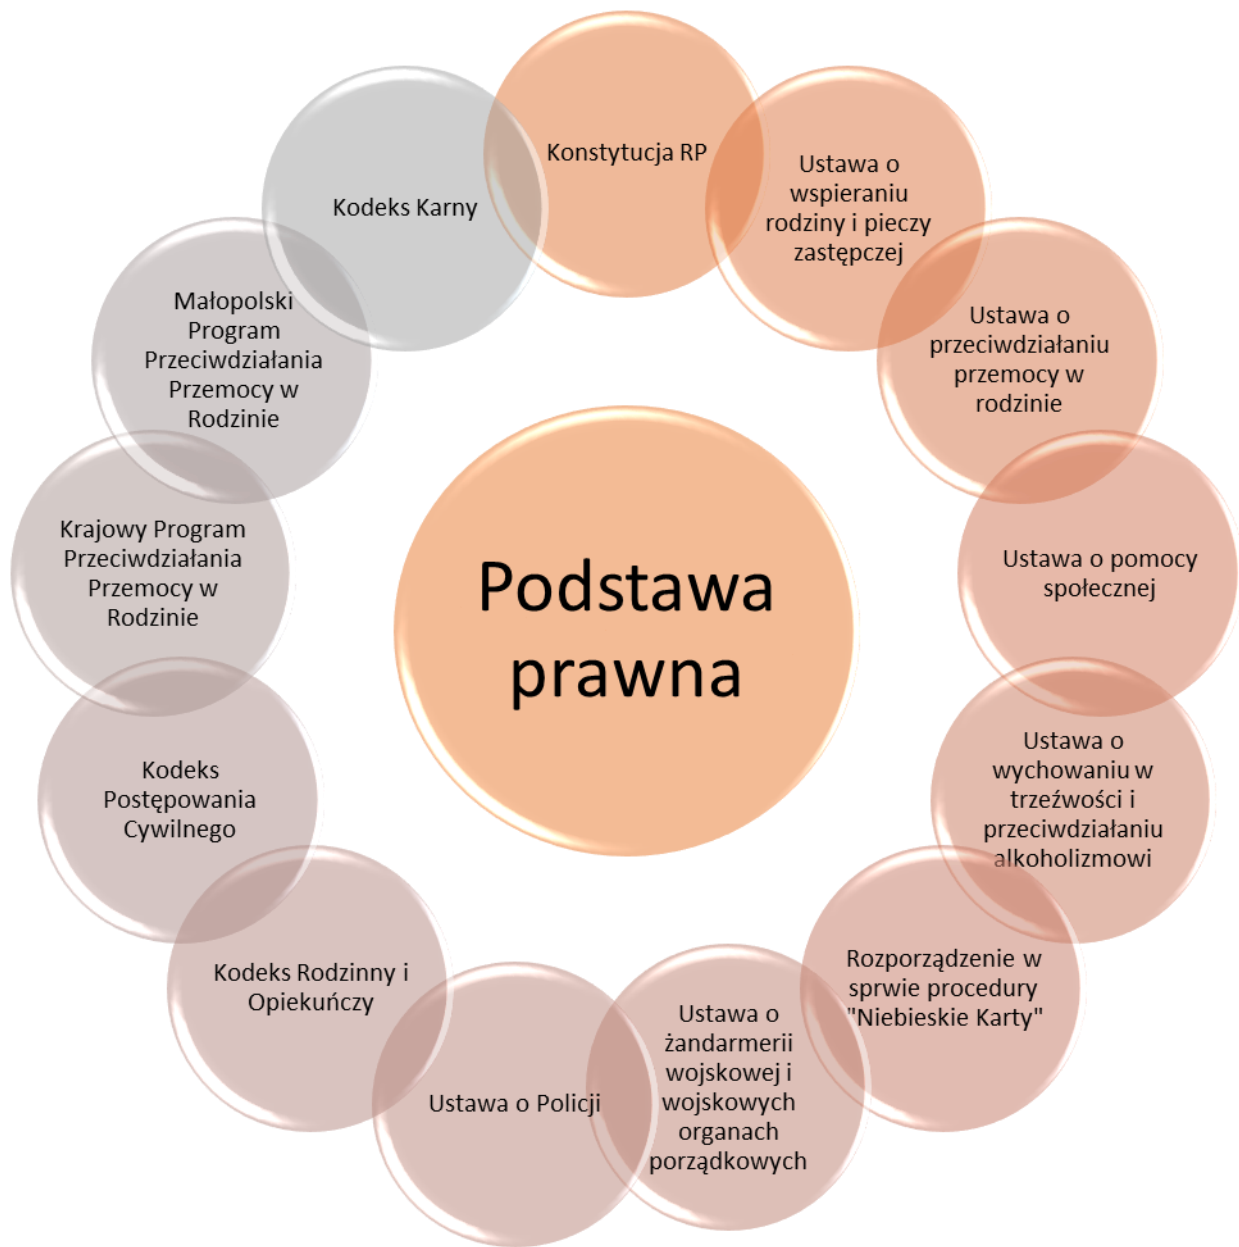 Konstytucja RP
Ustawa o
wspieraniu
rodziny i pieczy
zastępczej
Ustawa o
przeciwdziałaniu
przemocy w
rodzinie
Ustawa o pomocy
społecznej
Ustawa o
wychowaniu w
trzeźwości i
przeciwdziałaniu
alkoholizmowi
Rozporządzenie w
sprwie procedury
"Niebieskie Karty"
Ustawa o
żandarmerii
wojskowej i
wojskowych
organach
porządkowych
Ustawa o Policji
Kodeks Rodzinny i
Opiekuńczy
Kodeks
Postępowania
Cywilnego
Krajowy Program
Przeciwdziałania
Przemocy w
Rodzinie
Małopolski
Program
Przeciwdziałania
Przemocy w
Rodzinie
Kodeks Karny
Podstawa
prawna